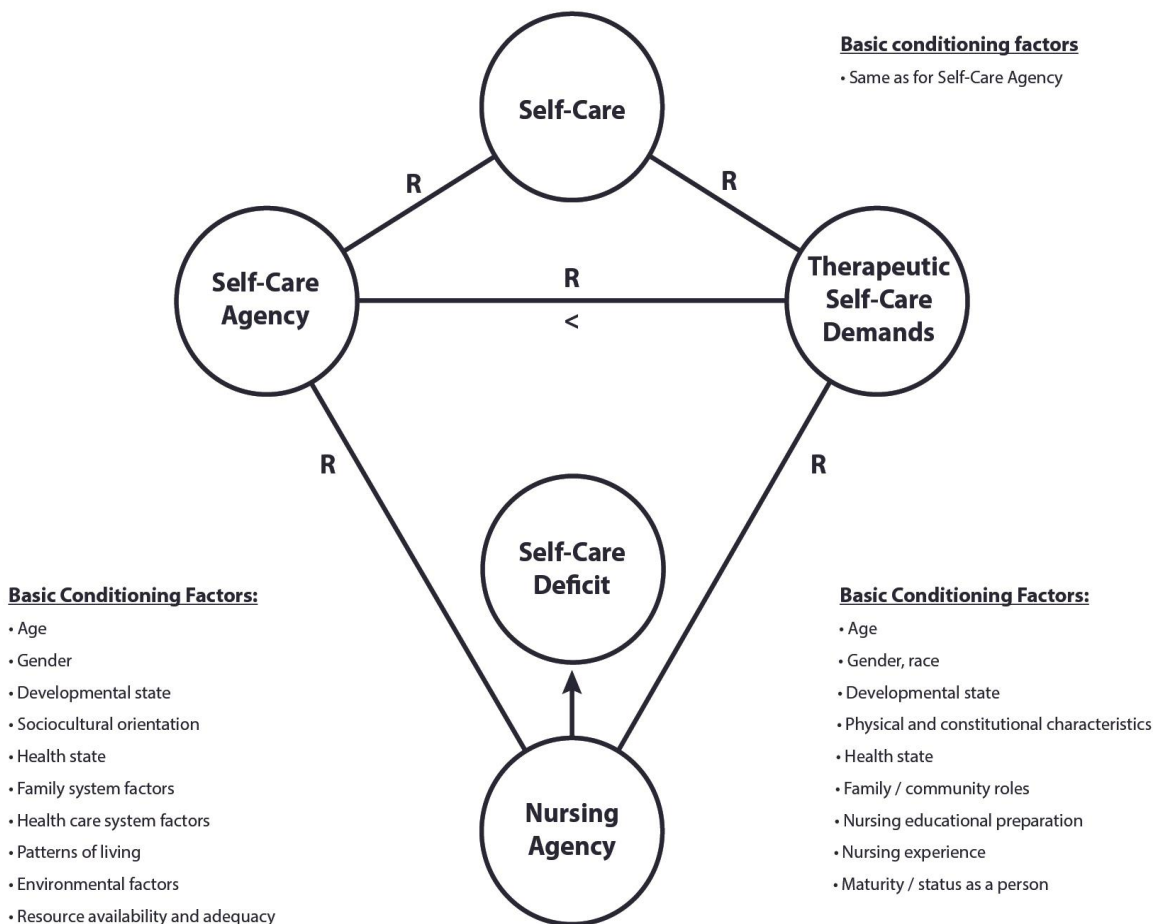 Self-Care
Basic conditioning factors
• Same as for Self-Care Agency
R
R
Self-Care
Agency
R
<
Therapeutic
Self-Care
Demands
R
R
Self-Care
Deficit
Nursing
Agency
Basic Conditioning Factors:
• Age
• Gender
• Developmental state
• Sociocultural orientation
• Health state
• Family system factors
• Health care system factors
• Patterns of living
• Environmental factors
• Resource availability and adequacy
Basic Conditioning Factors:
• Age
• Gender, race
• Developmental state
• Physical and constitutional characteristics
• Health state
• Family / community roles
• Nursing educational preparation
• Nursing experience
• Maturity / status as a person